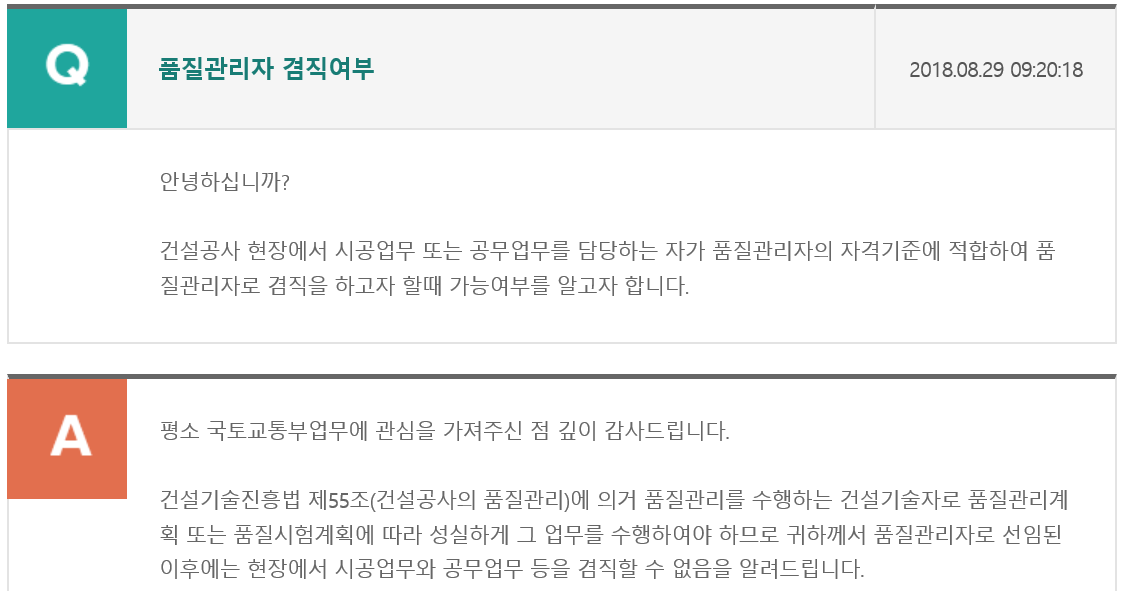 Q
품질관리자 겸직여부
2018.08.29 09:20:18
안녕하십니까?
건설공사 현장에서 시공업무 또는 공무업무를 담당하는 자가 품질관리자의 자격기준에 적합하여 품
질관리자로 겸직을 하고자 할때 가능여부를 알고자 합니다.
A
평소 국토교통부업무에 관심을 가져주신 점 깊이 감사드립니다.
건설기술진흥법 제55조(건설공사의 품질관리)에 의거 품질관리를 수행하는 건설기술자로 품질관리계
획 또는 품질시험계획에 따라 성실하게 그 업무를 수행하여야 하므로 귀하께서 품질관리자로 선임된
이후에는 현장에서 시공업무와 공무업무 등을 겸직할 수 없음을 알려드립니다.